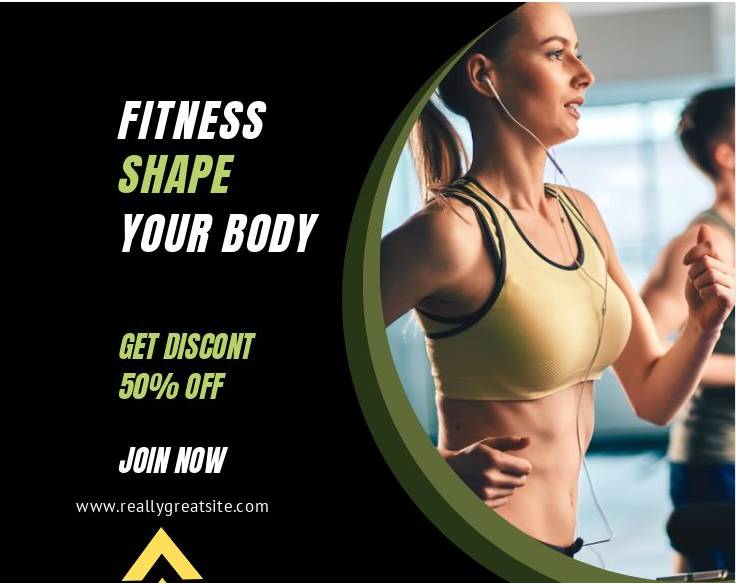 FITNESS
SHAPE
YOUR BODY
GET DISCONT
50% OFF
JOIN NOW
www.reallygreatsite.com